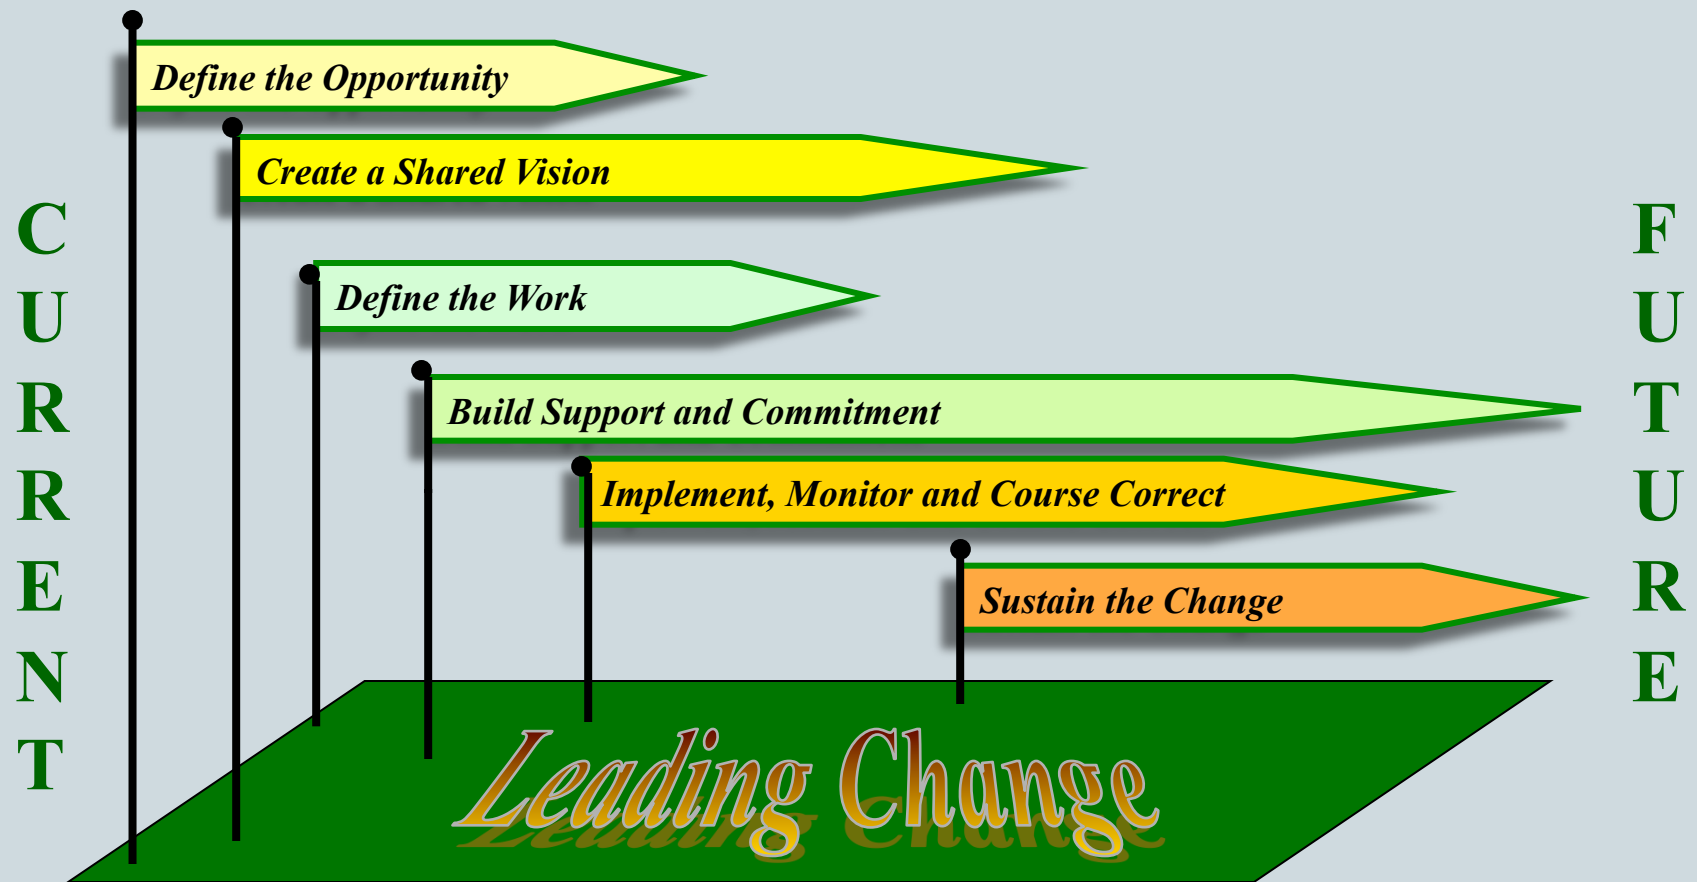 CURRENT
Define the Opportunity
Create a Shared Vision
Define the Work
Build Support and Commitment
Implement, Monitor and Course Correct
Sustain the Change
Leading Change
FUTURE